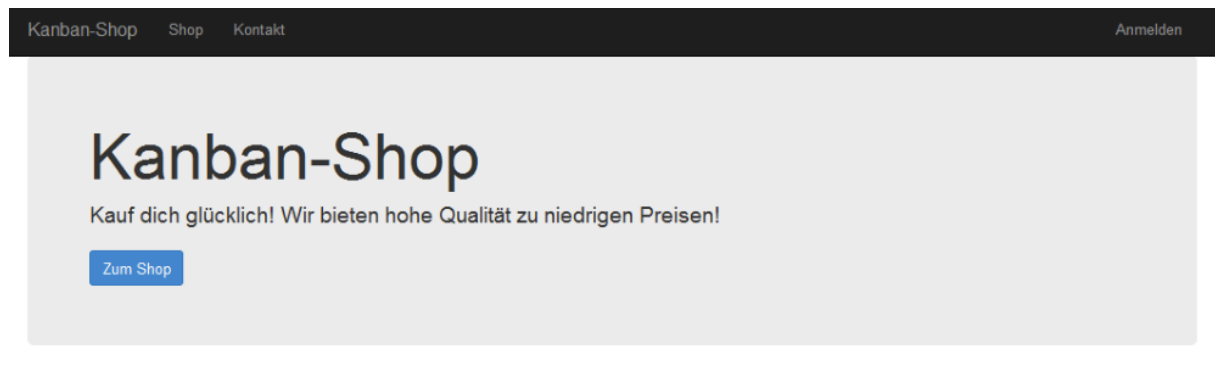 Kanban-Shop Shop Kontakt Anmelden
Kanban-Shop
Kauf dich glücklich! Wir bieten hohe Qualität zu niedrigen Preisen!
Zum Shop